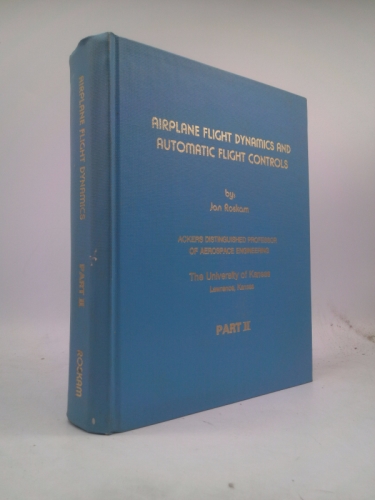 AIRPLANE FLIGHT DYNAMICS AND
AUTOMATIC FLIGHT CONTROLS
by:
Jan Roskam
ACKERS DISTINGUISHED PROFESSOR
OF AEROSPACE ENGINEERING
The University of Kansas
Lawrence, Kansas
PART II
AIRPLANE FLIGHT DYNAMICS
PART II
ROSKAM